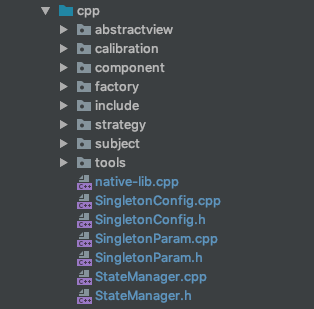 cpp
abstractview
calibration
component
factory
include
strategy
subject
tools
native-lib.cpp
SingletonConfig.cpp
SingletonConfig.h
SingletonParam.cpp
SingletonParam.h
StateManager.cpp
StateManager.h